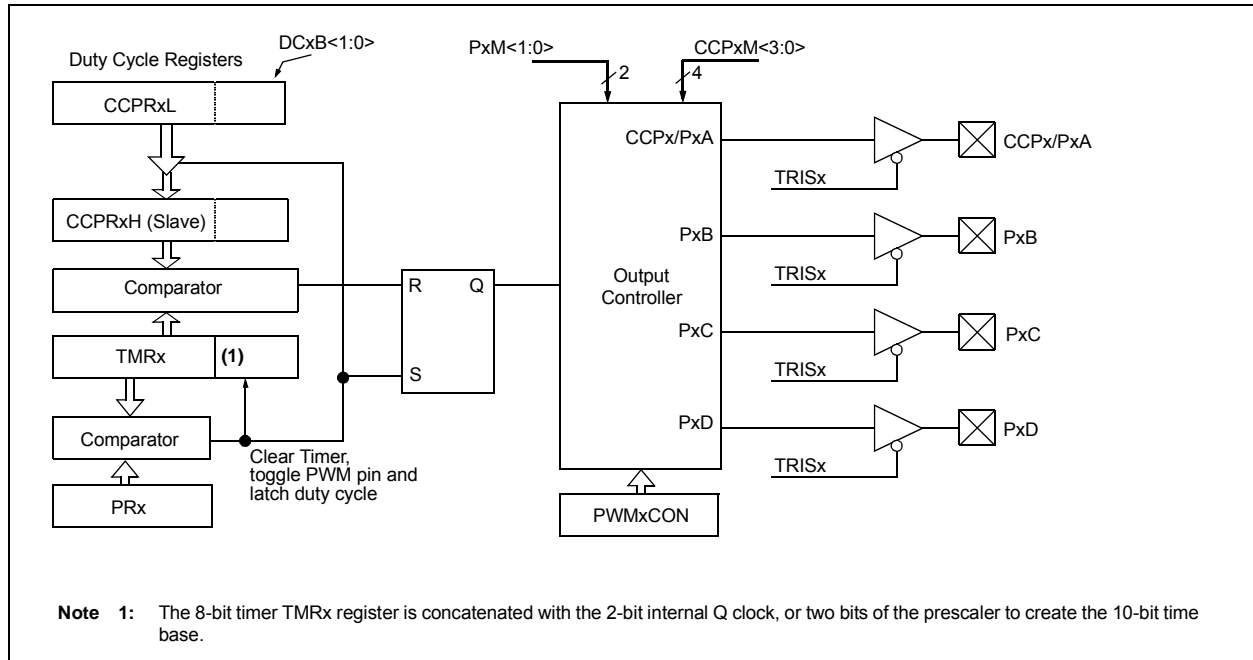 DCxB<1:0>
Duty Cycle Registers
CCPRxL
CCPRxH (Slave)
Comparator
TMRx
(1)
Comparator
PRx
Clear Timer,
toggle PWM pin and
latch duty cycle
R
Q
S
PxM<1:0>
2
CCPxM<3:0>
4
Output
Controller
CCPx/PxA
PxB
PxC
PxD
PWMxCON
TRISx
CCPx/PxA
TRISx
PxB
TRISx
PxC
TRISx
PxD
Note 1: The 8-bit timer TMRx register is concatenated with the 2-bit internal Q clock, or two bits of the prescaler to create the 10-bit time
base.